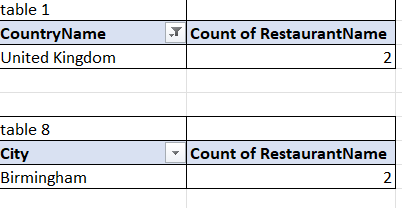 table 1
CountryName Count of RestaurantName
United Kingdom 2
table 8
City Count of RestaurantName
Birmingham 2